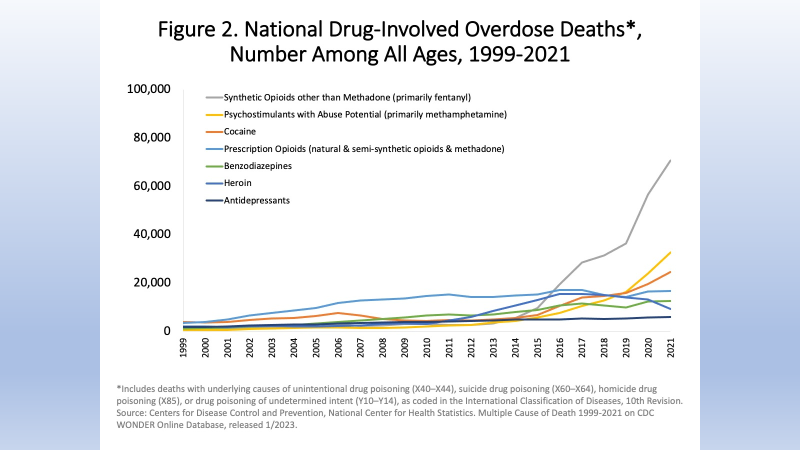 Figure 2. National Drug-Involved Overdose Deaths*,
Number Among All Ages, 1999-2021
100,000
80,000
60,000
40,000
20,000
0
Synthetic Opioids other than Methadone (primarily fentanyl)
Psychostimulants with Abuse Potential (primarily methamphetamine)
Cocaine
Prescription Opioids (natural & semi-synthetic opioids & methadone)
Benzodiazepines
Heroin
Antidepressants
1999
2000
2001
2002
2003
2004
2005
2006
2007
2008
2009
2010
2011
2012
2013
2014
2015
2016
2017
2018
2019
2020
2021
*Includes deaths with underlying causes of unintentional drug poisoning (X40–X44), suicide drug poisoning (X60–X64), homicide drug
poisoning (X85), or drug poisoning of undetermined intent (Y10–Y14), as coded in the International Classification of Diseases, 10th Revision.
Source: Centers for Disease Control and Prevention, National Center for Health Statistics. Multiple Cause of Death 1999-2021 on CDC
WONDER Online Database, released 1/2023.